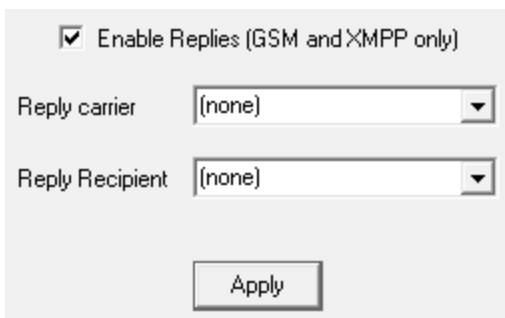 Enable Replies (GSM and XMPP only)
Reply carrier (none)
Reply Recipient (none)
Apply